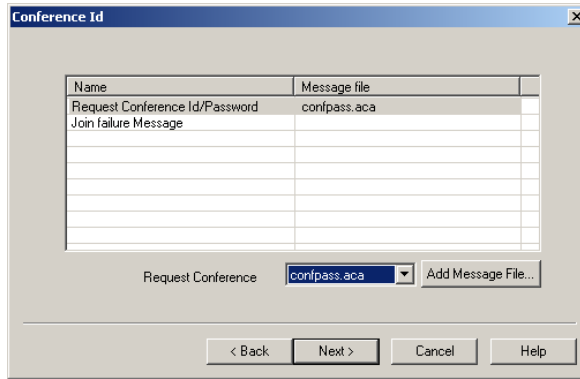 Conference Id
Name Message file
Request Conference Id/Password confpass.aca
Join failure Message
Request Conference confpass.aca Add Message File...
< Back Next > Cancel Help